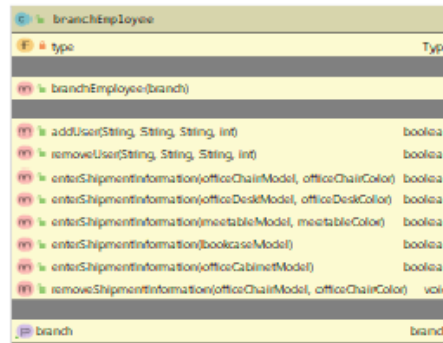 branchEmployee
type Typ
branchEmployee(branch)
addUser(String, String, String, int) boolea
removeUser(String, String, String, int) boolea
enterShipmentInformation(officeChairModel, officeChairColor) boolea
enterShipmentInformation(officeDeskModel, officeDeskColor) boolea
enterShipmentInformation(meetableModel, meetableColor) boolea
enterShipmentInformation(bookcaseModel) boolea
enterShipmentInformation(officeCabinetModel) boolea
removeShipmentInformation(officeChairModel, officeChairColor) voi
branch branc